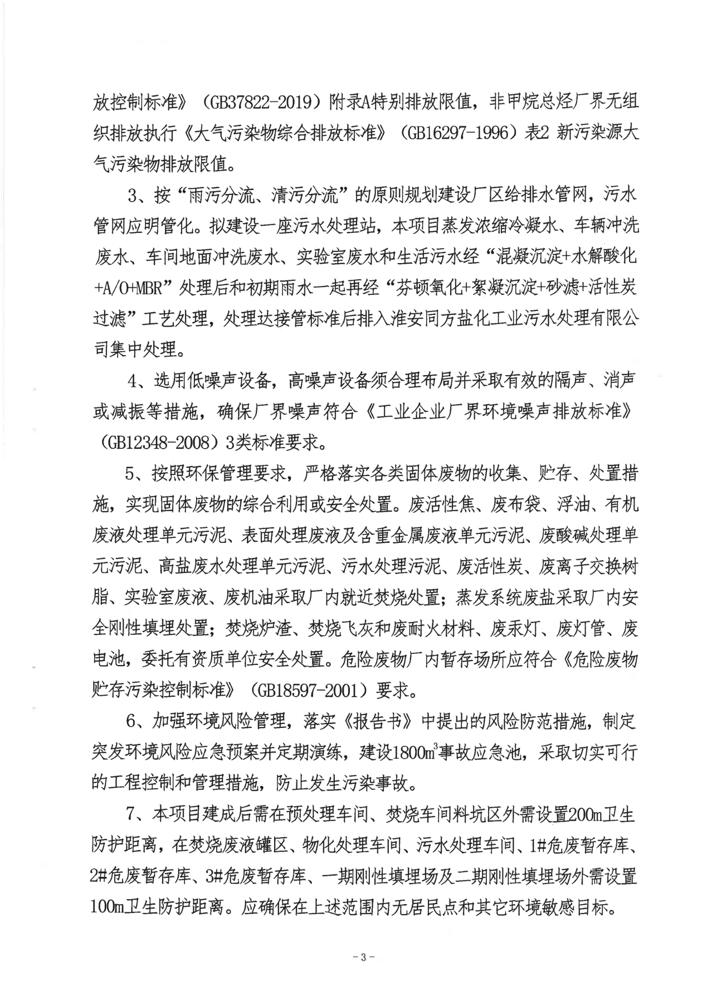 放控制标准》（GB37822-2019）附录A特别排放限值，非甲烷总烃厂界无组
织排放执行《大气污染物综合排放标准》（GB16297-1996）表2 新污染源大
气污染物排放限值。
3、按“雨污分流、清污分流”的原则规划建设厂区给排水管网，污水
管网应明管化。拟建设一座污水处理站，本项目蒸发浓缩冷凝水、车辆冲洗
废水、车间地面冲洗废水、实验室废水和生活污水经“混凝沉淀+水解酸化
+A/O+MBR”处理后和初期雨水一起再经“芬顿氧化+絮凝沉淀+砂滤+活性炭
过滤”工艺处理，处理达接管标准后排入淮安同方盐化工业污水处理有限公
司集中处理。
4、选用低噪声设备，高噪声设备须合理布局并采取有效的隔声、消声
或减振等措施，确保厂界噪声符合《工业企业厂界环境噪声排放标准》
（GB12348-2008）3类标准要求。
5、按照环保管理要求，严格落实各类固体废物的收集、贮存、处置措
施，实现固体废物的综合利用或安全处置。废活性焦、废布袋、浮油、有机
废液处理单元污泥、表面处理废液及含重金属废液单元污泥、废酸碱处理单
元污泥、高盐废水处理单元污泥、污水处理污泥、废活性炭、废离子交换树
脂、实验室废液、废机油采取厂内就近焚烧处置；蒸发系统废盐采取厂内安
全刚性填埋处置；焚烧炉渣、焚烧飞灰和废耐火材料、废汞灯、废灯管、废
电池，委托有资质单位安全处置。危险废物厂内暂存场所应符合《危险废物
贮存污染控制标准》（GB18597-2001）要求。
6、加强环境风险管理，落实《报告书》中提出的风险防范措施，制定
突发环境风险应急预案并定期演练，建设1800m³事故应急池，采取切实可行
的工程控制和管理措施，防止发生污染事故。
7、本项目建成后需在预处理车间、焚烧车间料坑区外需设置200m卫生
防护距离，在焚烧废液罐区、物化处理车间、污水处理车间、1#危废暂存库、
2#危废暂存库、3#危废暂存库、一期刚性填埋场及二期刚性填埋场外需设置
100m卫生防护距离。应确保在上述范围内无居民点和其它环境敏感目标。
-3-